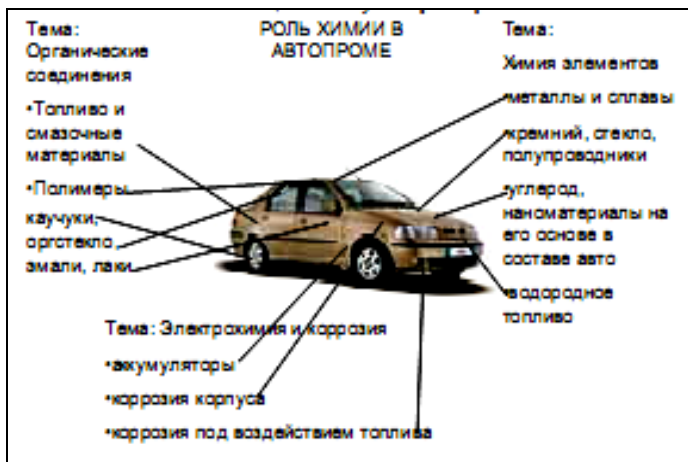 Тема:
Органические
соединения
•Топливо и
смазочные
материалы
•Полимеры
каучуки,
оргстекло,
эмали, лаки
РОЛЬ ХИМИИ В
АВТОПРОМЕ
Тема:
Химия элементов
•металлы и сплавы
•кремний, стекло,
полупроводники
•углерод,
наноматериалы на
его основе в
составе авто
•водородное
топливо
Тема: Электрохимия и коррозия
•аккумуляторы
•коррозия корпуса
•коррозия под воздействием топлива